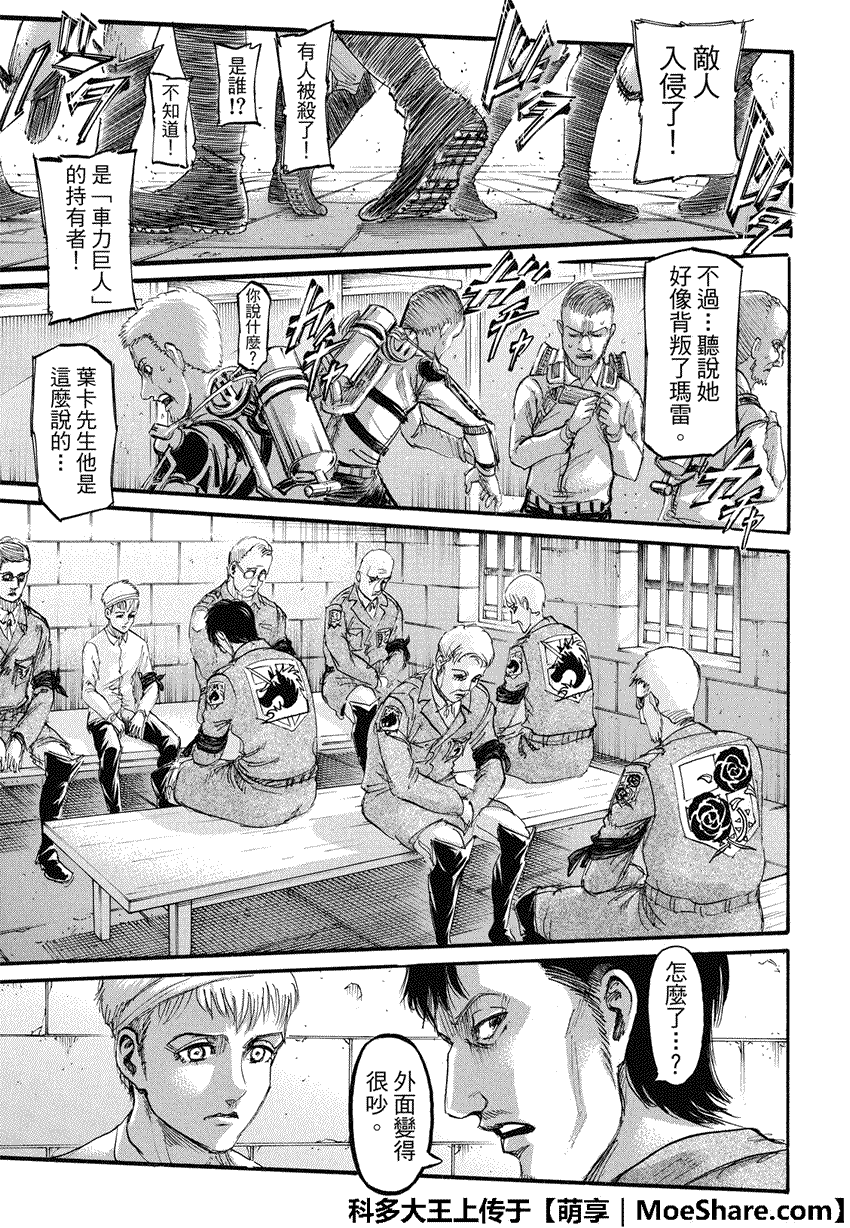 敵人
入侵了！
有人被殺了！
是誰!?
不知道！
是「車力巨人」
的持有者！
不過…聽說她
好像背叛了瑪雷。
你說什麼？
葉卡先生他是
這麼說的…
怎麼了…？
外面變得
很吵。
科多大王上传于【萌享｜MoeShare.com】